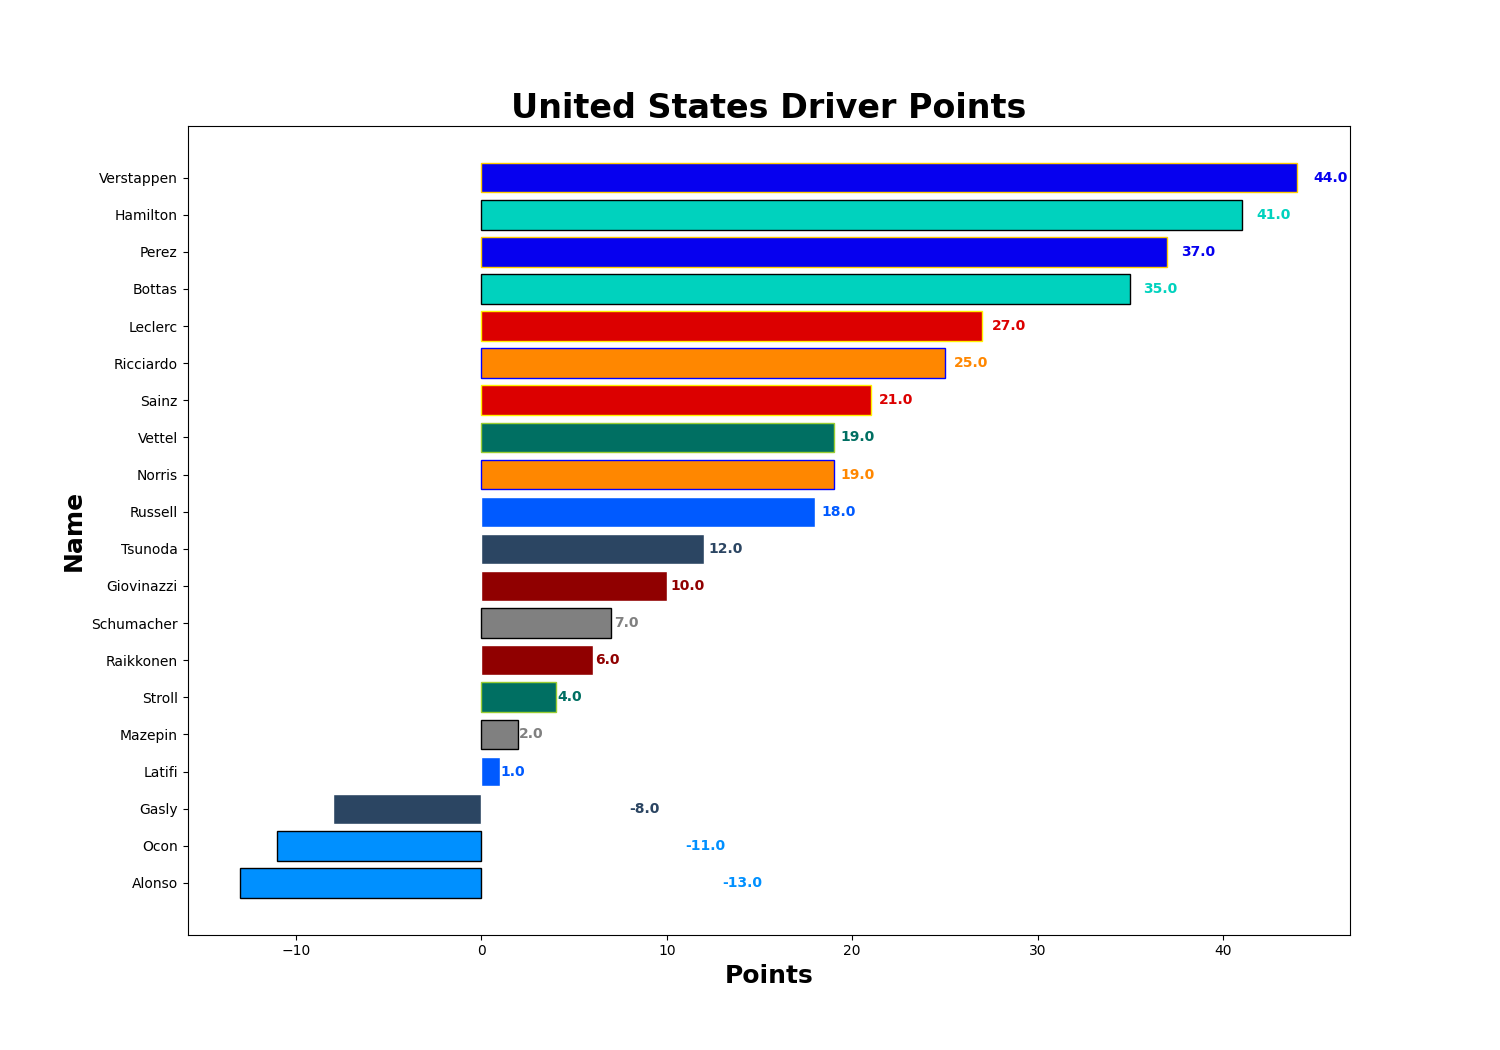 United States Driver Points
Name
Verstappen 44.0
Hamilton 41.0
Perez 37.0
Bottas 35.0
Leclerc 27.0
Ricciardo 25.0
Sainz 21.0
Vettel 19.0
Norris 19.0
Russell 18.0
Tsunoda 12.0
Giovinazzi 10.0
Schumacher 7.0
Raikkonen 6.0
Stroll 4.0
Mazepin 2.0
Latifi 1.0
Gasly -8.0
Ocon -11.0
Alonso -13.0
−10 0 10 20 30 40
Points